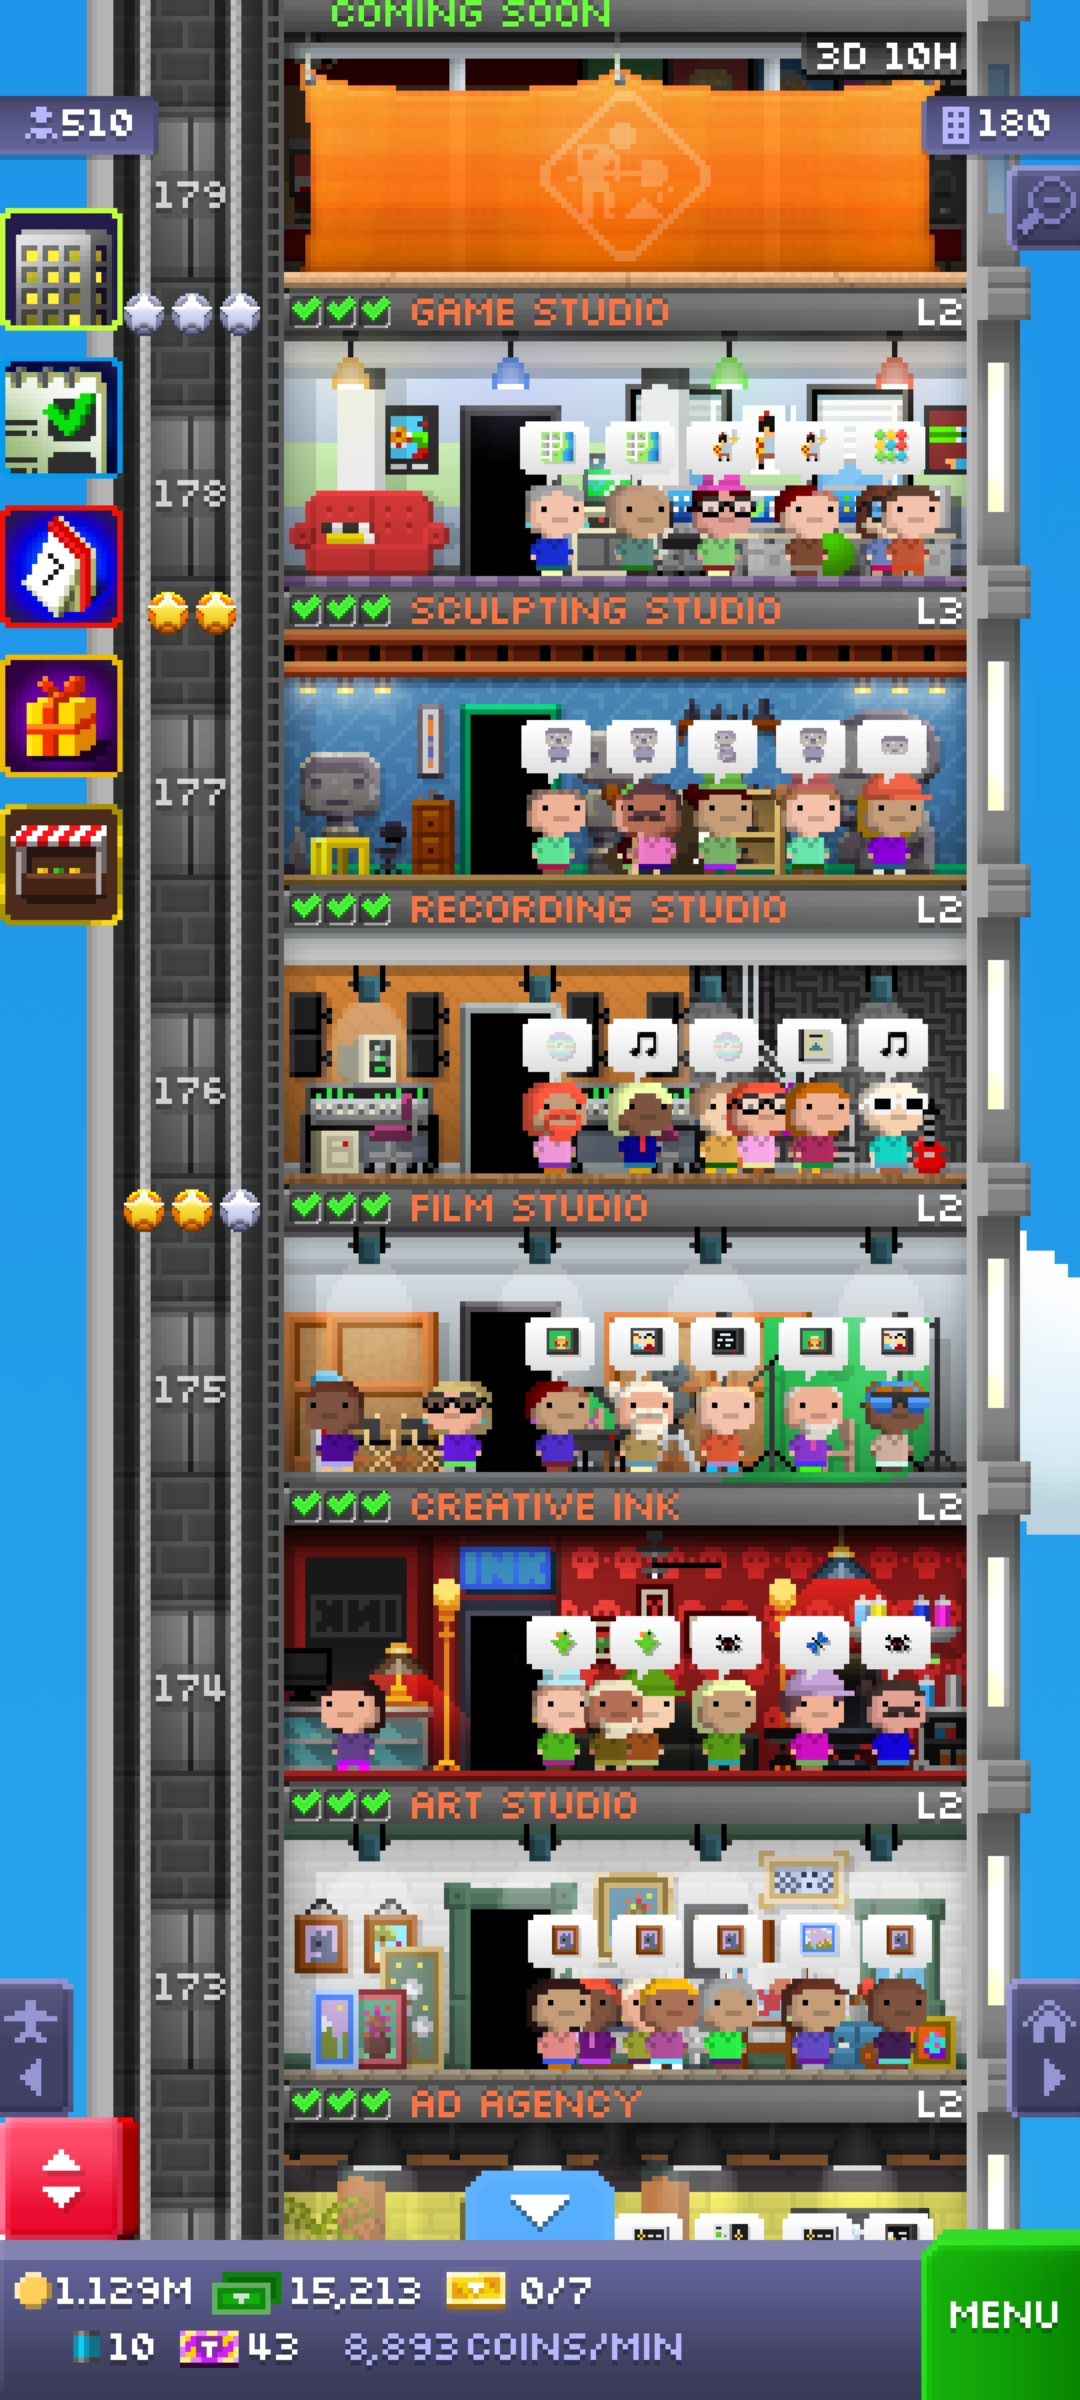 COMING SOON
3D 10H
510
180
179
GAME STUDIO L2
178
SCULPTING STUDIO L3
177
RECORDING STUDIO L2
176
FILM STUDIO L2
175
CREATIVE INK L2
INK
174
ART STUDIO L2
173
AD AGENCY L2
1.129M 15,213 0/7
MENU
10 T 43 8,893 COINS/MIN